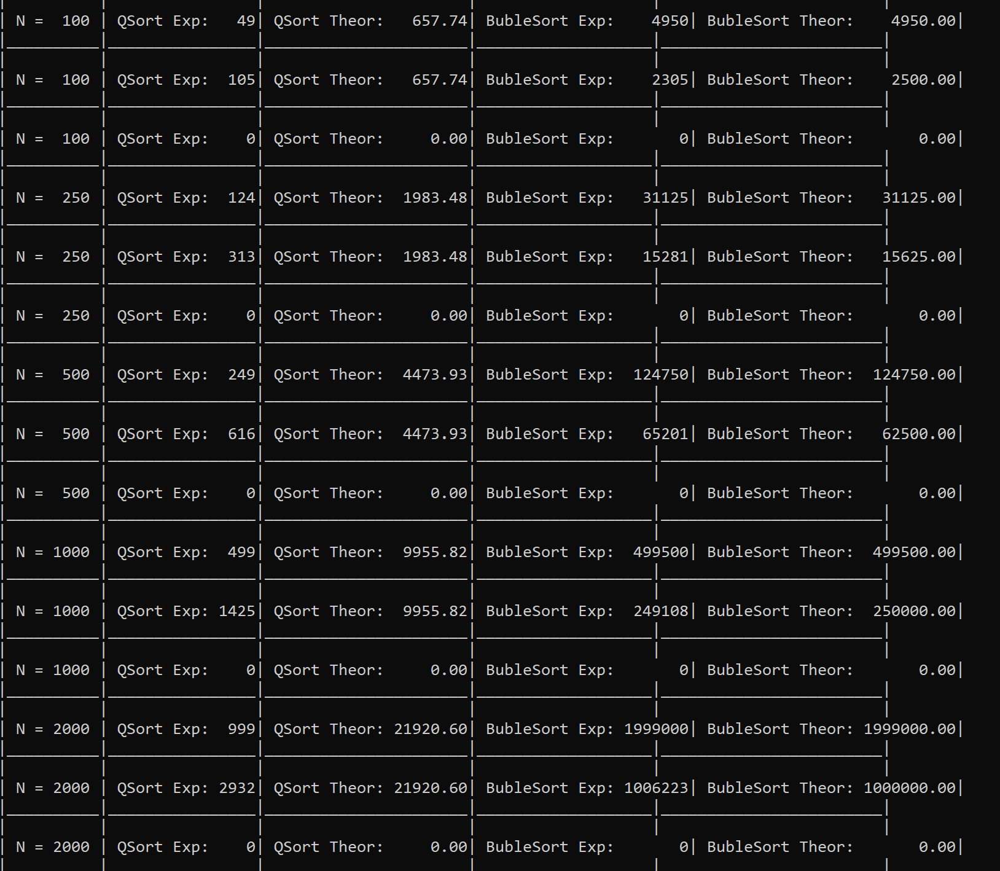 | N =  100 | QSort Exp:   49| QSort Theor:   657.74| BubleSort Exp:    4950| BubleSort Theor:    4950.00|
| N =  100 | QSort Exp:  105| QSort Theor:   657.74| BubleSort Exp:    2305| BubleSort Theor:    2500.00|
| N =  100 | QSort Exp:    0| QSort Theor:     0.00| BubleSort Exp:       0| BubleSort Theor:       0.00|
| N =  250 | QSort Exp:  124| QSort Theor:  1983.48| BubleSort Exp:   31125| BubleSort Theor:   31125.00|
| N =  250 | QSort Exp:  313| QSort Theor:  1983.48| BubleSort Exp:   15281| BubleSort Theor:   15625.00|
| N =  250 | QSort Exp:    0| QSort Theor:     0.00| BubleSort Exp:       0| BubleSort Theor:       0.00|
| N =  500 | QSort Exp:  249| QSort Theor:  4473.93| BubleSort Exp:  124750| BubleSort Theor:  124750.00|
| N =  500 | QSort Exp:  616| QSort Theor:  4473.93| BubleSort Exp:   65201| BubleSort Theor:   62500.00|
| N =  500 | QSort Exp:    0| QSort Theor:     0.00| BubleSort Exp:       0| BubleSort Theor:       0.00|
| N = 1000 | QSort Exp:  499| QSort Theor:  9955.82| BubleSort Exp:  499500| BubleSort Theor:  499500.00|
| N = 1000 | QSort Exp: 1425| QSort Theor:  9955.82| BubleSort Exp:  249108| BubleSort Theor:  250000.00|
| N = 1000 | QSort Exp:    0| QSort Theor:     0.00| BubleSort Exp:       0| BubleSort Theor:       0.00|
| N = 2000 | QSort Exp:  999| QSort Theor: 21920.60| BubleSort Exp: 1999000| BubleSort Theor: 1999000.00|
| N = 2000 | QSort Exp: 2932| QSort Theor: 21920.60| BubleSort Exp: 1006223| BubleSort Theor: 1000000.00|
| N = 2000 | QSort Exp:    0| QSort Theor:     0.00| BubleSort Exp:       0| BubleSort Theor:       0.00|